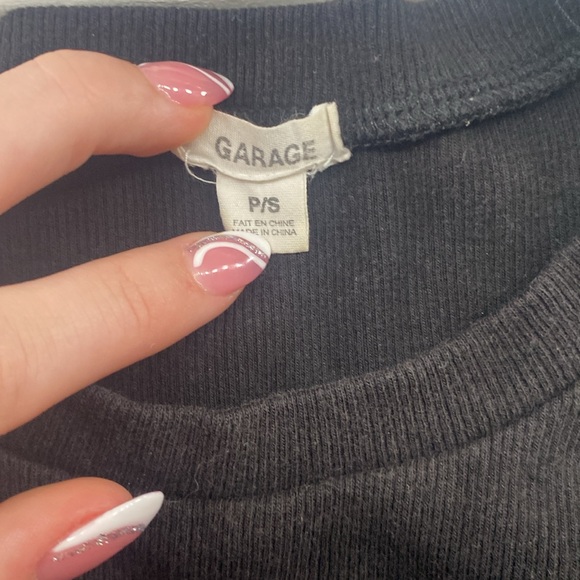 GARAGE
P/S
FAIT EN CHINE
MADE IN CHINA